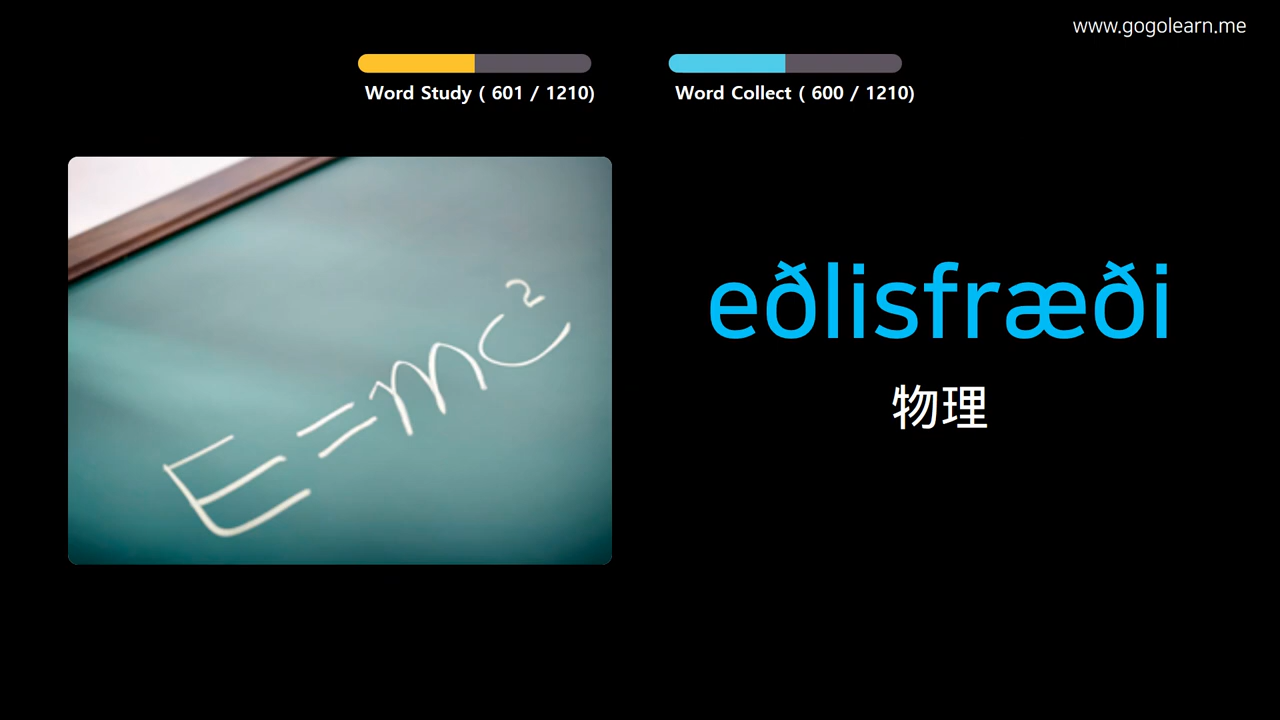 www.gogolearn.me
Word Study ( 601 / 1210)
Word Collect ( 600 / 1210)
E=mc²
eðlisfræði
物理